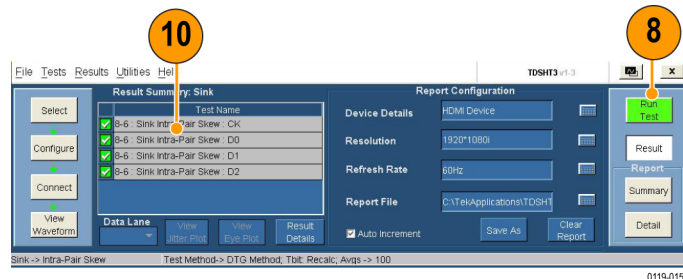 10
8
File Tests Results Utilities Hel
TDSHT3 v1-3
x
Result Summary: Sink
Report Configuration
Select
Configure
Connect
View
Waveform
Test Name
8-6 : Sink Intra-Pair Skew : CK
8-6 : Sink Intra-Pair Skew : D0
8-6 : Sink Intra-Pair Skew : D1
8-6 : Sink Intra-Pair Skew : D2
Data Lane
View
Jitter Plot
View
Eye Plot
Result
Details
Device Details
HDMI Device
Resolution
1920*1080i
Refresh Rate
60Hz
Report File
C:\TekApplications\TDSHT
Auto Increment
Save As
Clear
Report
Run
Test
Result
Report
Summary
Detail
Sink -> Intra-Pair Skew
Test Method-> DTG Method; Tbit: Recalc; Avgs -> 100
0119-015